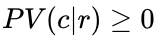 PV(c|r) ≥ 0